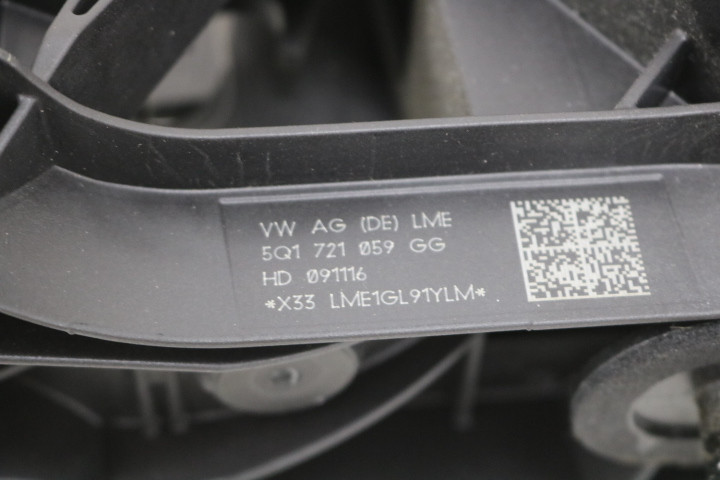 VW AG (DE) LME
5Q1 721 059 GG
HD 091116
*X33 LME1GL91YLM*